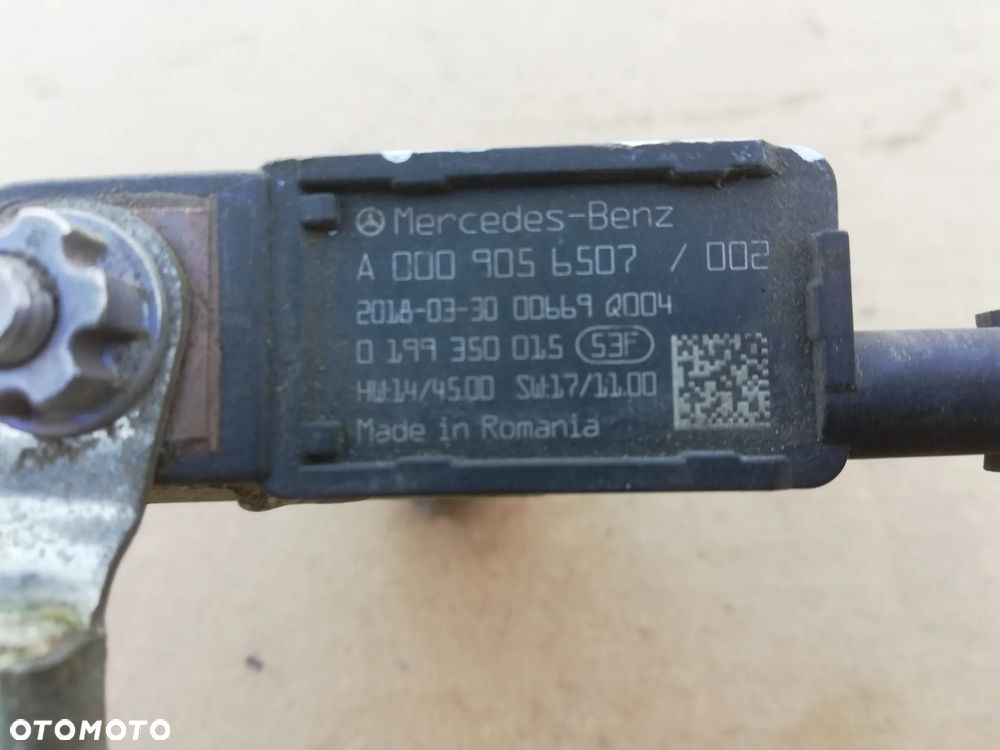 Mercedes-Benz
A 000 905 6507 / 002
2018-03-30 00669 Q004
0 199 350 015 53F
HW:14/45.00 SW:17/11.00
Made in Romania
OTOMOTO